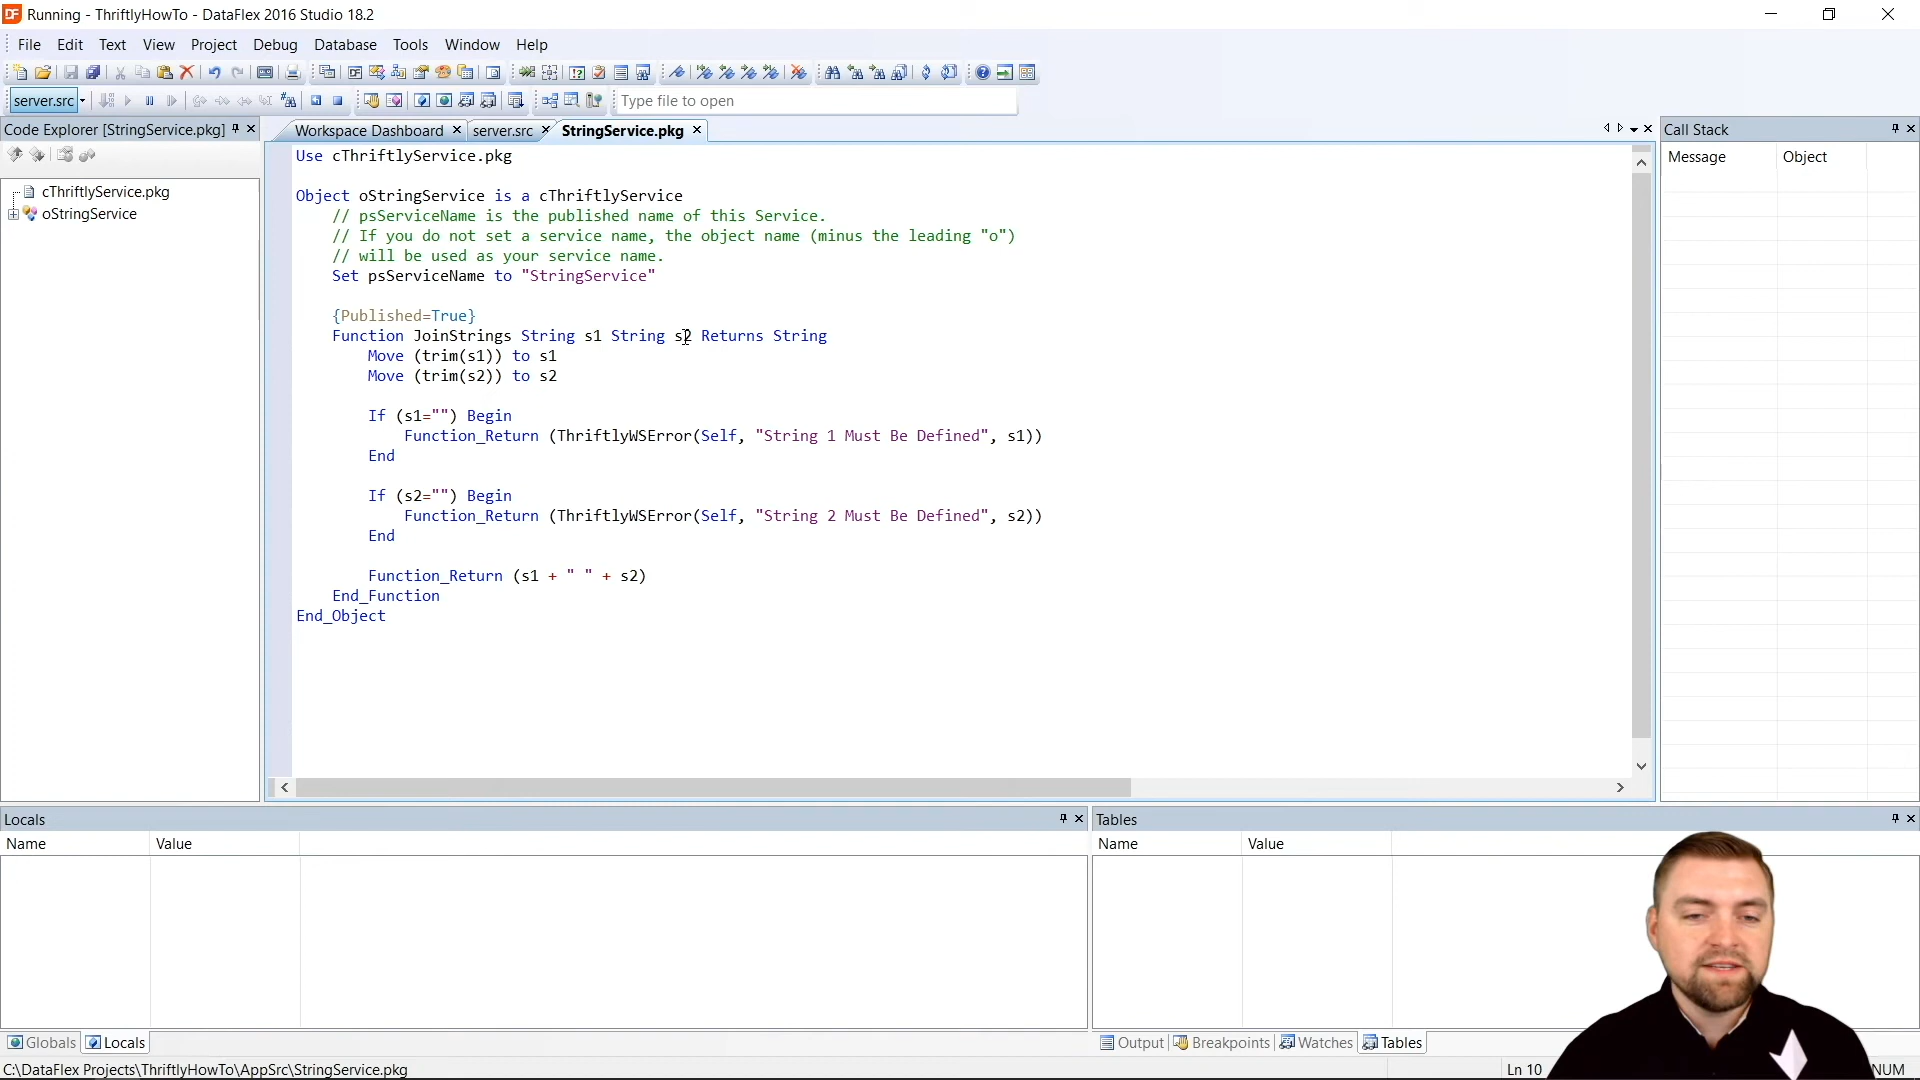 Running - ThriftlyHowTo - DataFlex 2016 Studio 18.2
File Edit Text View Project Debug Database Tools Window Help
server.src Type file to open
Code Explorer [StringService.pkg]
cThriftlyService.pkg
oStringService
Workspace Dashboard server.src StringService.pkg
Use cThriftlyService.pkg
Object oStringService is a cThriftlyService
// psServiceName is the published name of this Service.
// If you do not set a service name, the object name (minus the leading "o")
// will be used as your service name.
Set psServiceName to "StringService"
{Published=True}
Function JoinStrings String s1 String s2 Returns String
Move (trim(s1)) to s1
Move (trim(s2)) to s2
If (s1="") Begin
Function_Return (ThriftlyWSError(Self, "String 1 Must Be Defined", s1))
End
If (s2="") Begin
Function_Return (ThriftlyWSError(Self, "String 2 Must Be Defined", s2))
End
Function_Return (s1 + " " + s2)
End_Function
End_Object
Call Stack
Message Object
Locals
Name Value
Tables
Name Value
Globals Locals
Output Breakpoints Watches Tables
C:\DataFlex Projects\ThriftlyHowTo\AppSrc\StringService.pkg Ln 10 NUM